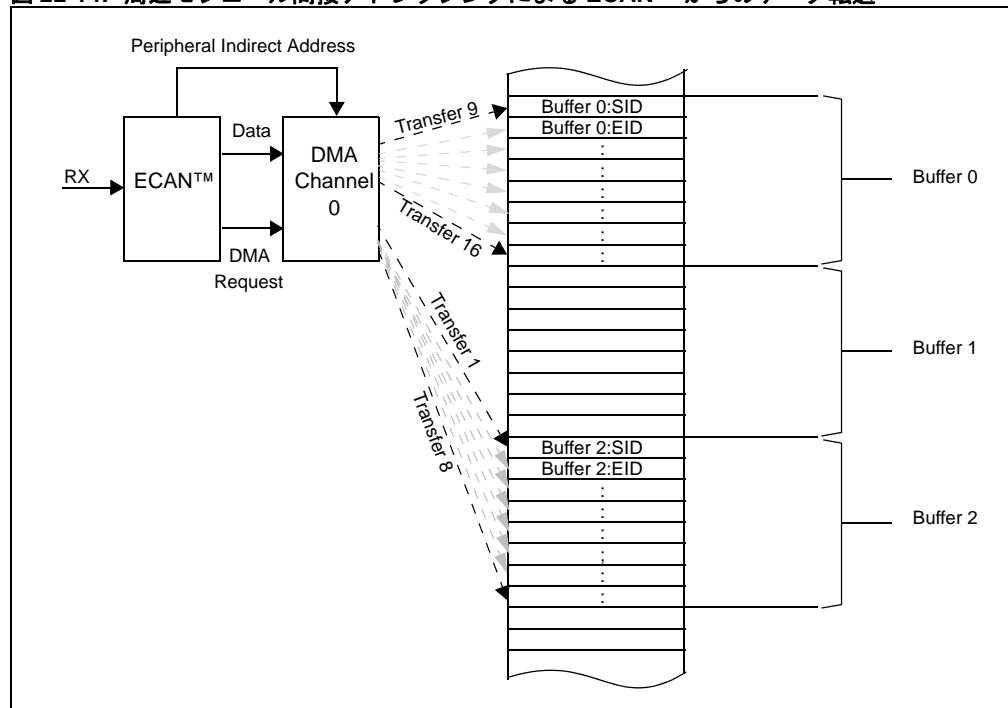 Peripheral Indirect Address
Buffer 0:SID
Transfer 9
Buffer 0:EID
Data
RX
ECAN™
DMA
Channel
0
Buffer 0
Transfer 16
DMA
Request
Transfer 1
Buffer 1
Transfer 8
Buffer 2:SID
Buffer 2:EID
Buffer 2